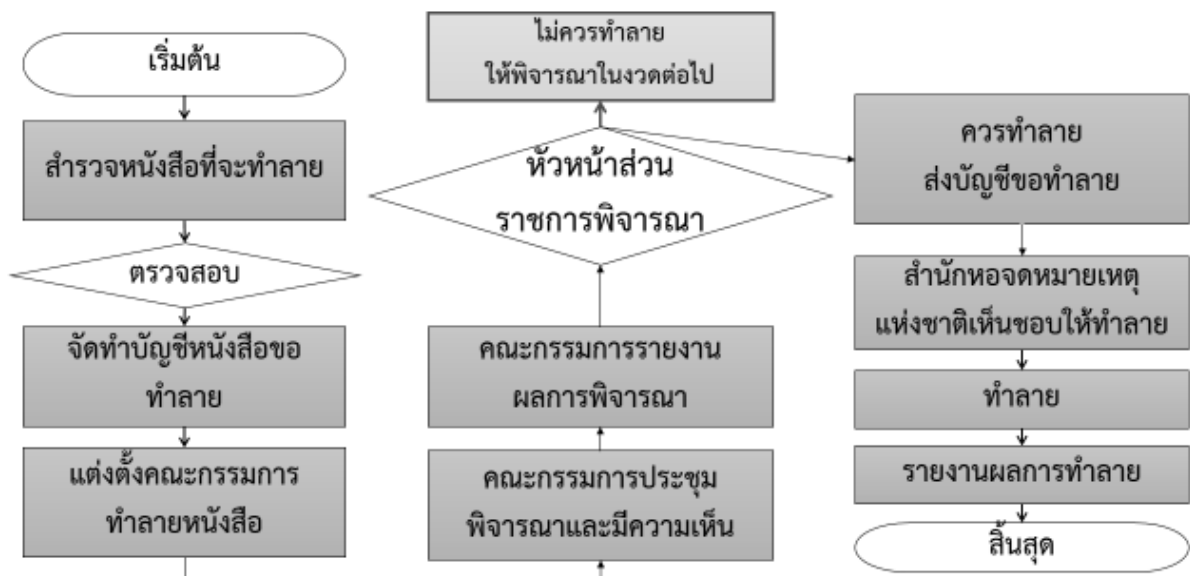 เริ่มต้น
สำรวจหนังสือที่จะทำลาย
ตรวจสอบ
จัดทำบัญชีหนังสือขอ
ทำลาย
แต่งตั้งคณะกรรมการ
ทำลายหนังสือ
คณะกรรมการประชุม
พิจารณาและมีความเห็น
คณะกรรมการรายงาน
ผลการพิจารณา
หัวหน้าส่วน
ราชการพิจารณา
ไม่ควรทำลาย
ให้พิจารณาในงวดต่อไป
ควรทำลาย
ส่งบัญชีขอทำลาย
สำนักหอจดหมายเหตุ
แห่งชาติเห็นชอบให้ทำลาย
ทำลาย
รายงานผลการทำลาย
สิ้นสุด